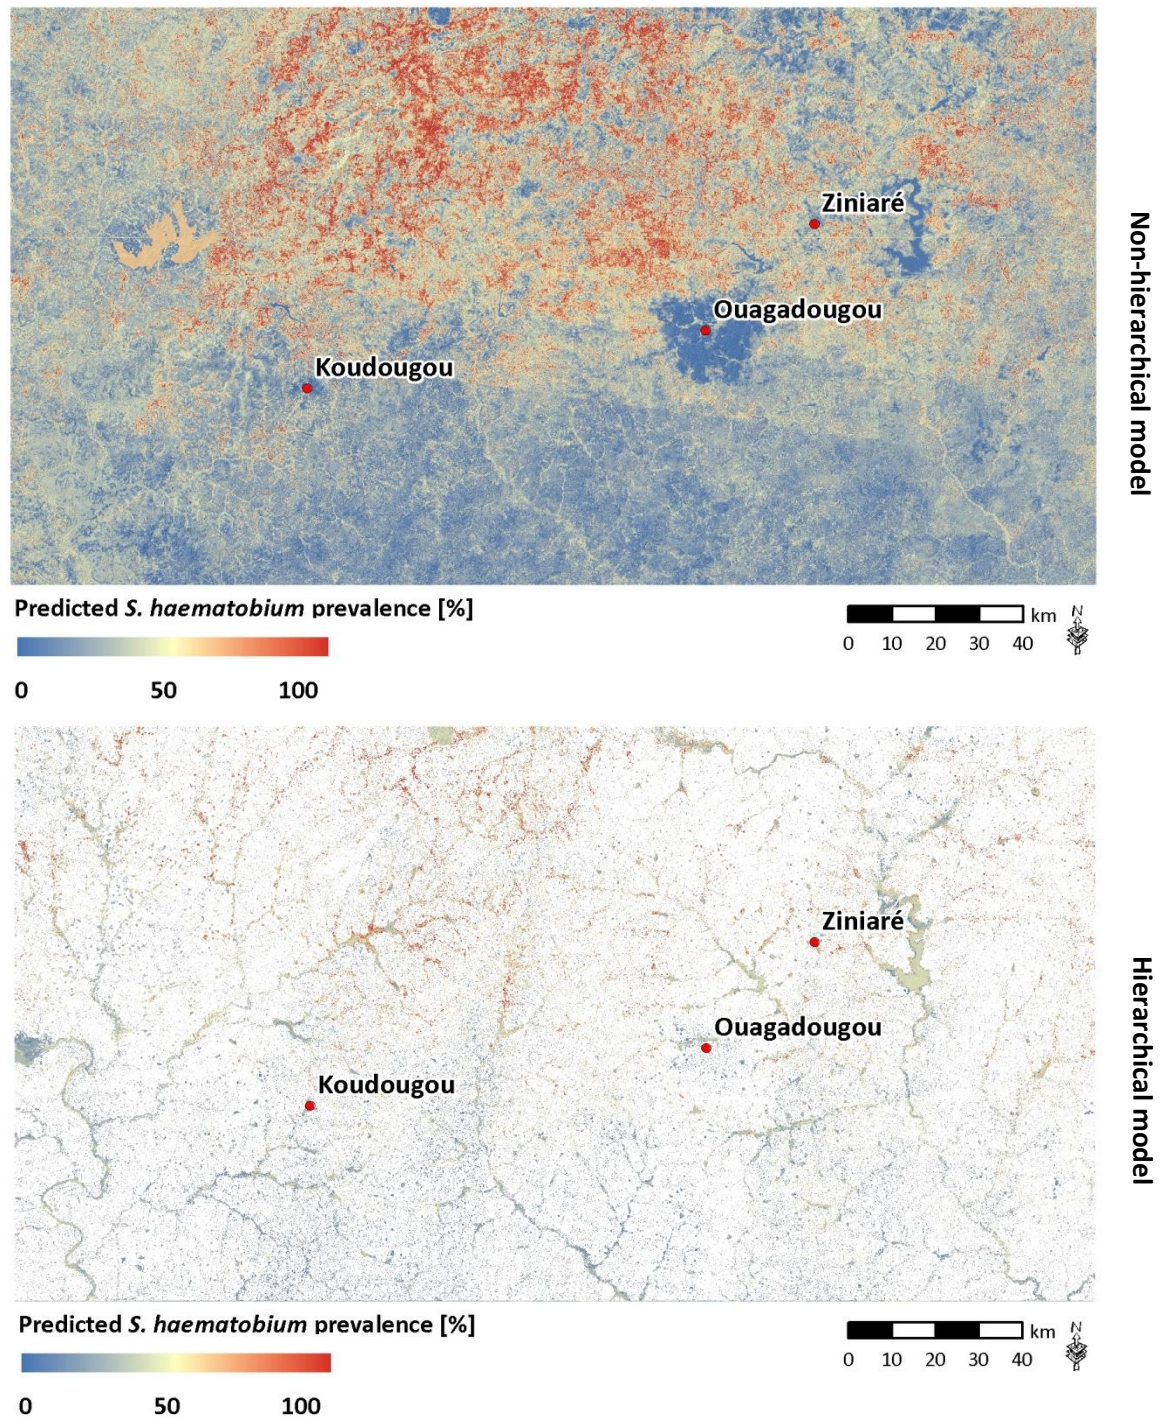 Ziniaré
Ouagadougou
Koudougou
Non-hierarchical model
Predicted S. haematobium prevalence [%]
0 50 100
km
0 10 20 30 40
N
Ziniaré
Ouagadougou
Koudougou
Hierarchical model
Predicted S. haematobium prevalence [%]
0 50 100
km
0 10 20 30 40
N